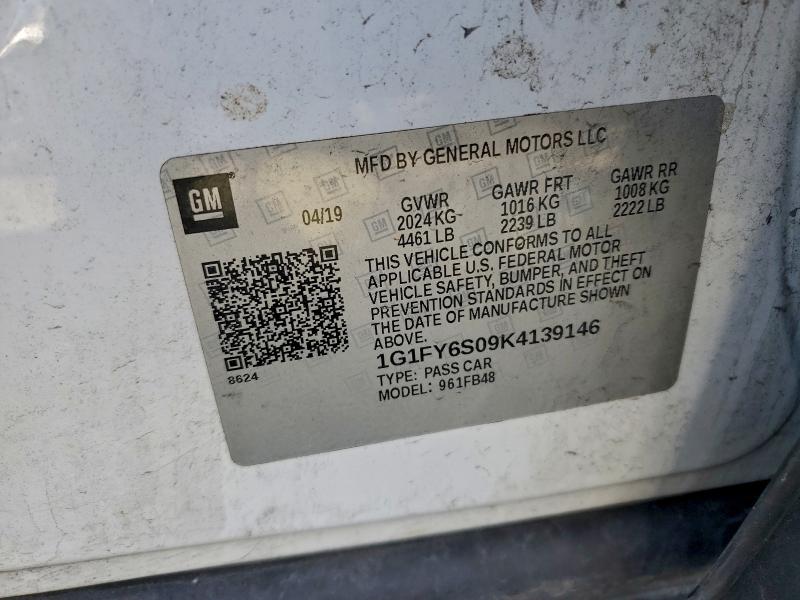 MFD BY GENERAL MOTORS LLC
GM
04/19
GVWR
2024 KG
4461 LB
GAWR FRT
1016 KG
2239 LB
GAWR RR
1008 KG
2222 LB
THIS VEHICLE CONFORMS TO ALL
APPLICABLE U.S. FEDERAL MOTOR
VEHICLE SAFETY, BUMPER, AND THEFT
PREVENTION STANDARDS IN EFFECT ON
THE DATE OF MANUFACTURE SHOWN
ABOVE.
1G1FY6S09K4139146
TYPE: PASS CAR
MODEL: 961FB48
8624